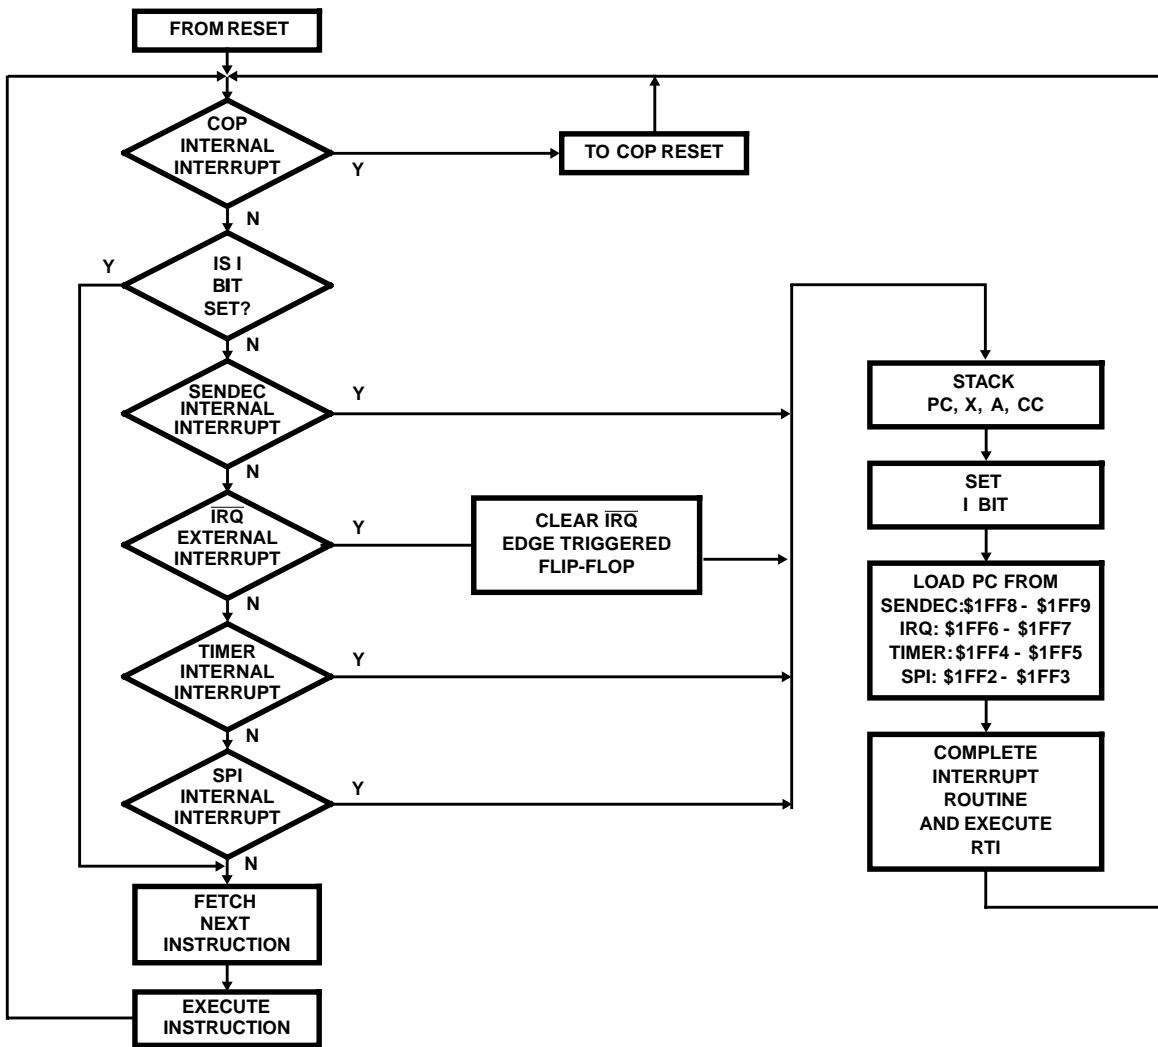 FROM RESET
COP
INTERNAL
INTERRUPT
Y
TO COP RESET
N
Y
IS I
BIT
SET?
N
SENDEC
INTERNAL
INTERRUPT
Y
N
IRQ
EXTERNAL
INTERRUPT
Y
CLEAR IRQ
EDGE TRIGGERED
FLIP-FLOP
N
TIMER
INTERNAL
INTERRUPT
Y
N
SPI
INTERNAL
INTERRUPT
Y
N
FETCH
NEXT
INSTRUCTION
EXECUTE
INSTRUCTION
STACK
PC, X, A, CC
SET
I BIT
LOAD PC FROM
SENDEC:$1FF8 - $1FF9
IRQ: $1FF6 - $1FF7
TIMER: $1FF4 - $1FF5
SPI: $1FF2 - $1FF3
COMPLETE
INTERRUPT
ROUTINE
AND EXECUTE
RTI